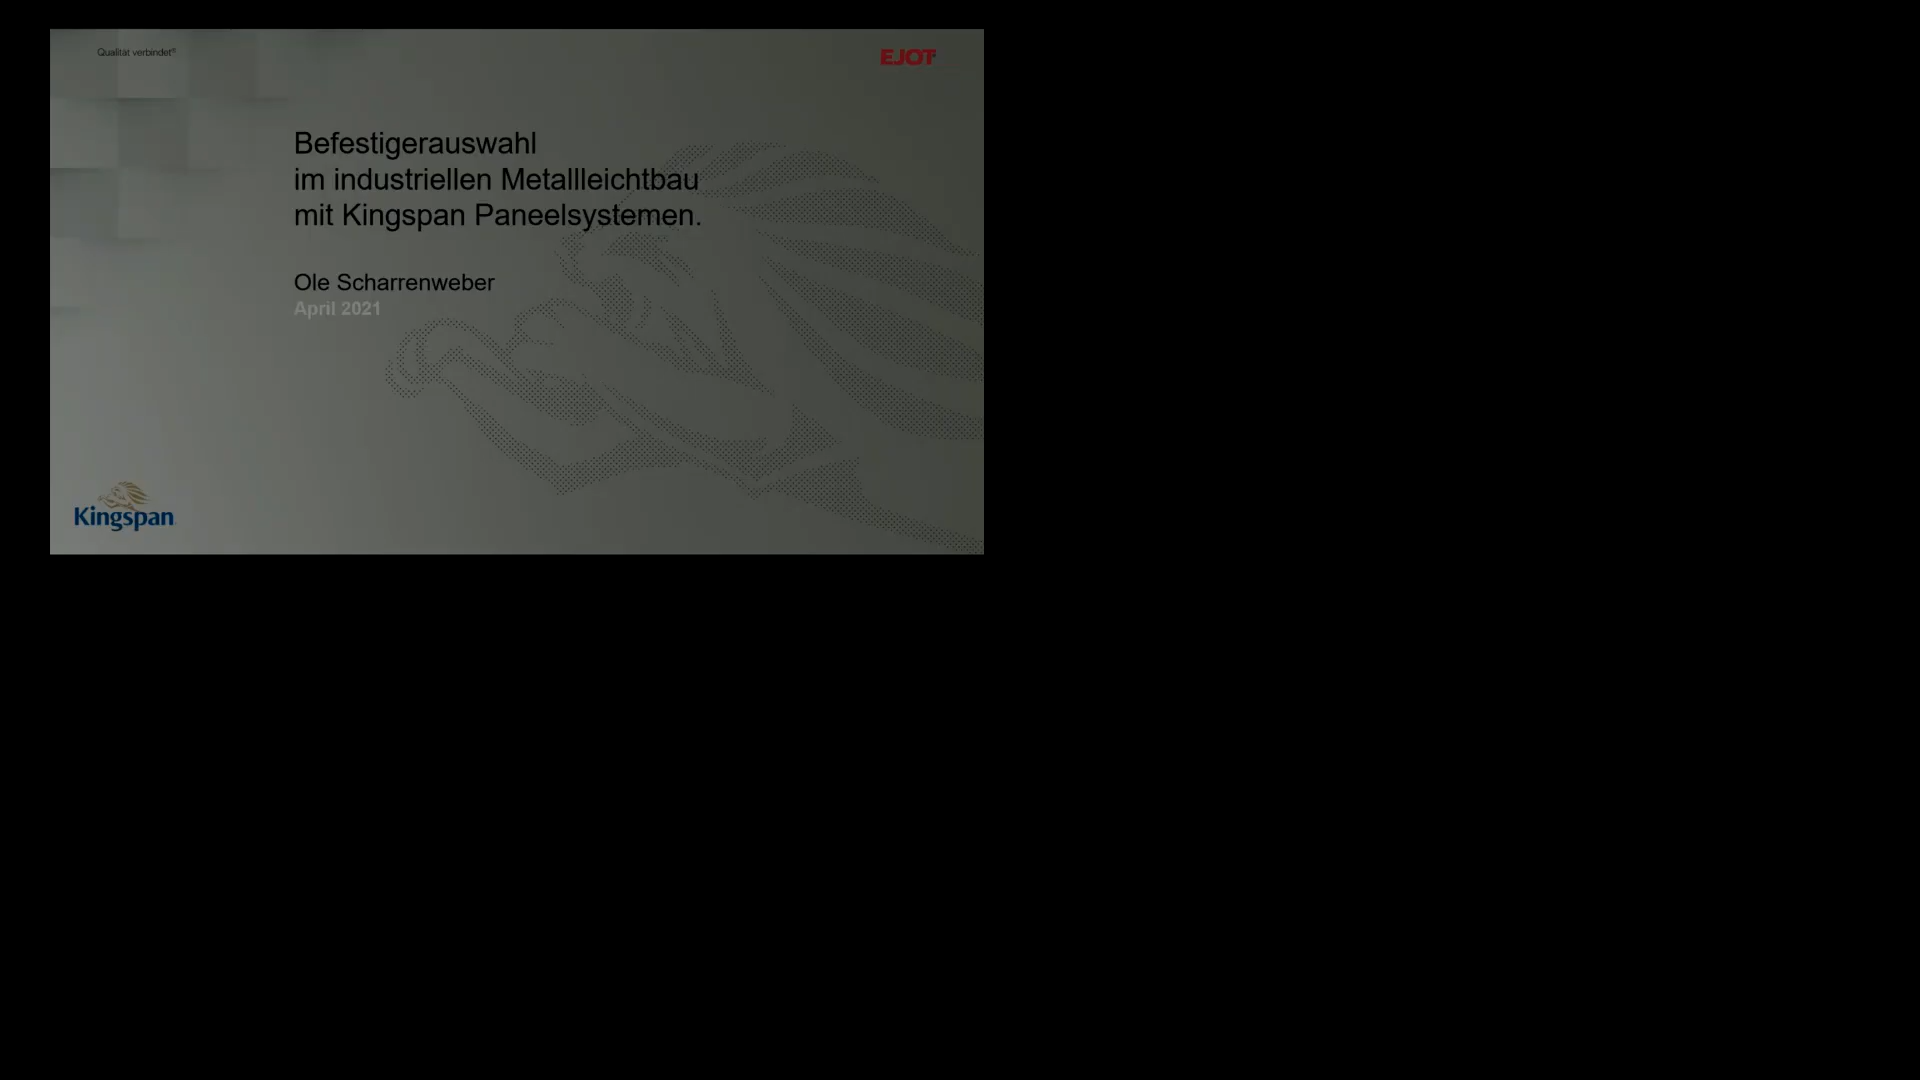 Qualität verbindet®
EJOT
Befestigerauswahl
im industriellen Metallleichtbau
mit Kingspan Paneelsystemen.
Ole Scharrenweber
April 2021
Kingspan